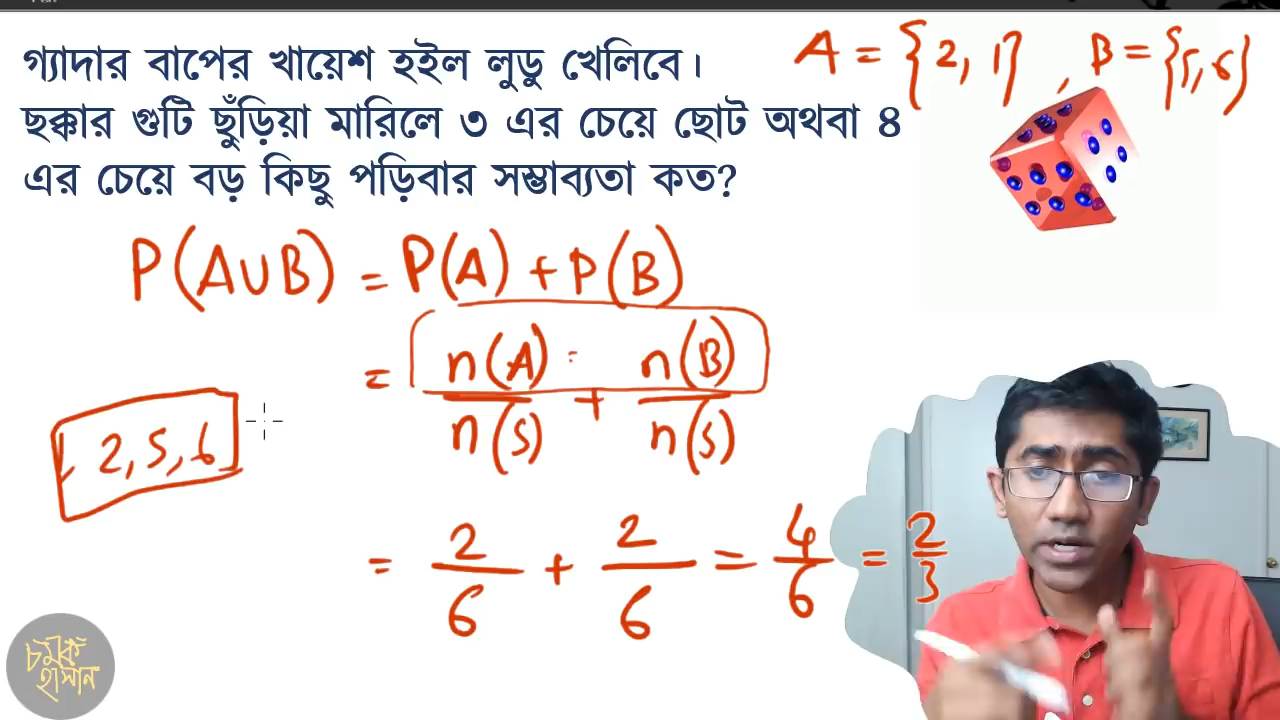 গ্যাদার বাপের খায়েশ হইল লুডু খেলিবে।
ছক্কার গুটি ছুঁড়িয়া মারিলে ৩ এর চেয়ে ছোট অথবা ৪
এর চেয়ে বড় কিছু পড়িবার সম্ভাব্যতা কত?
A = {2, 1} , B = {5, 6}
P(A∪B) = P(A) + P(B)
= n(A)/n(S) + n(B)/n(S)
1, 2, 5, 6
= 2/6 + 2/6 = 4/6 = 2/3
চমক হাসান